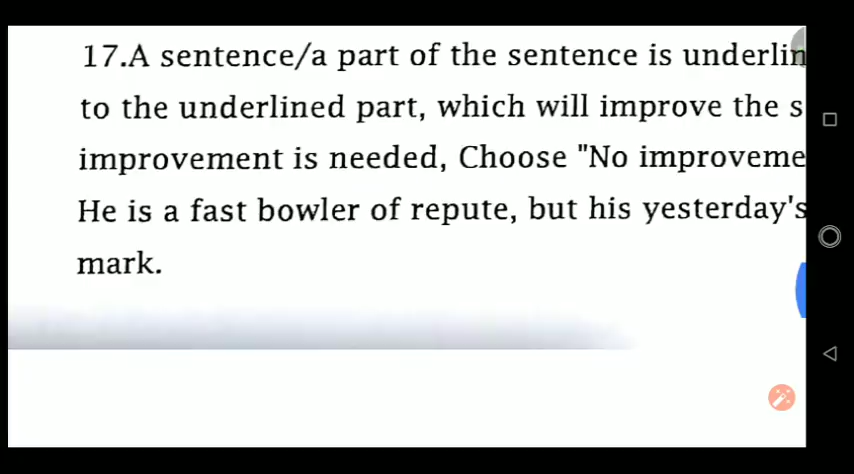 17.A sentence/a part of the sentence is underlin
to the underlined part, which will improve the s
improvement is needed, Choose "No improveme
He is a fast bowler of repute, but his yesterday's
mark.